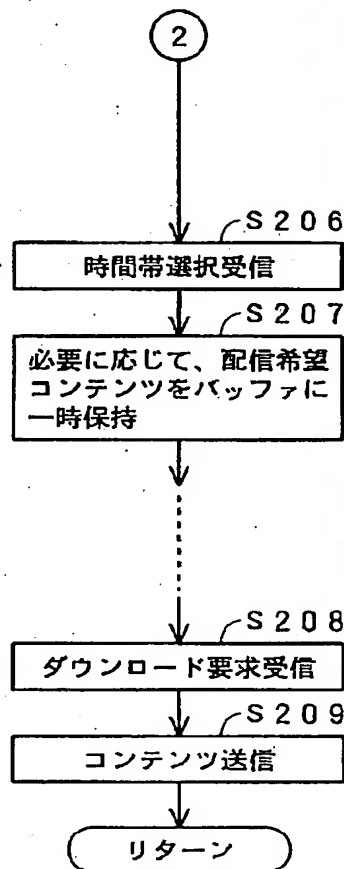 2
S206
時間帯選択受信
S207
必要に応じて、配信希望
コンテンツをバッファに
一時保持
S208
ダウンロード要求受信
S209
コンテンツ送信
リターン